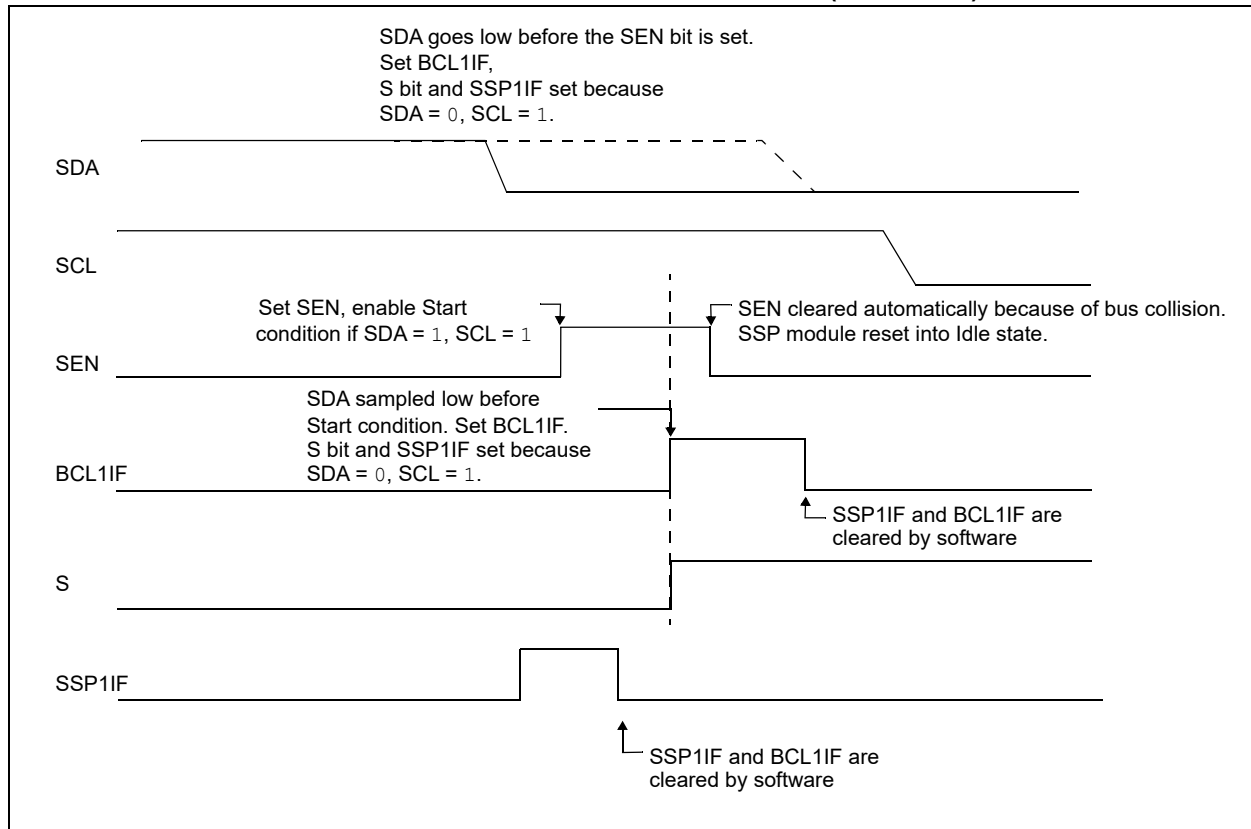 SDA goes low before the SEN bit is set.
Set BCL1IF,
S bit and SSP1IF set because
SDA = 0, SCL = 1.
SDA
SCL
Set SEN, enable Start
condition if SDA = 1, SCL = 1
SEN cleared automatically because of bus collision.
SSP module reset into Idle state.
SEN
SDA sampled low before
Start condition. Set BCL1IF.
S bit and SSP1IF set because
SDA = 0, SCL = 1.
BCL1IF
SSP1IF and BCL1IF are
cleared by software
S
SSP1IF
SSP1IF and BCL1IF are
cleared by software